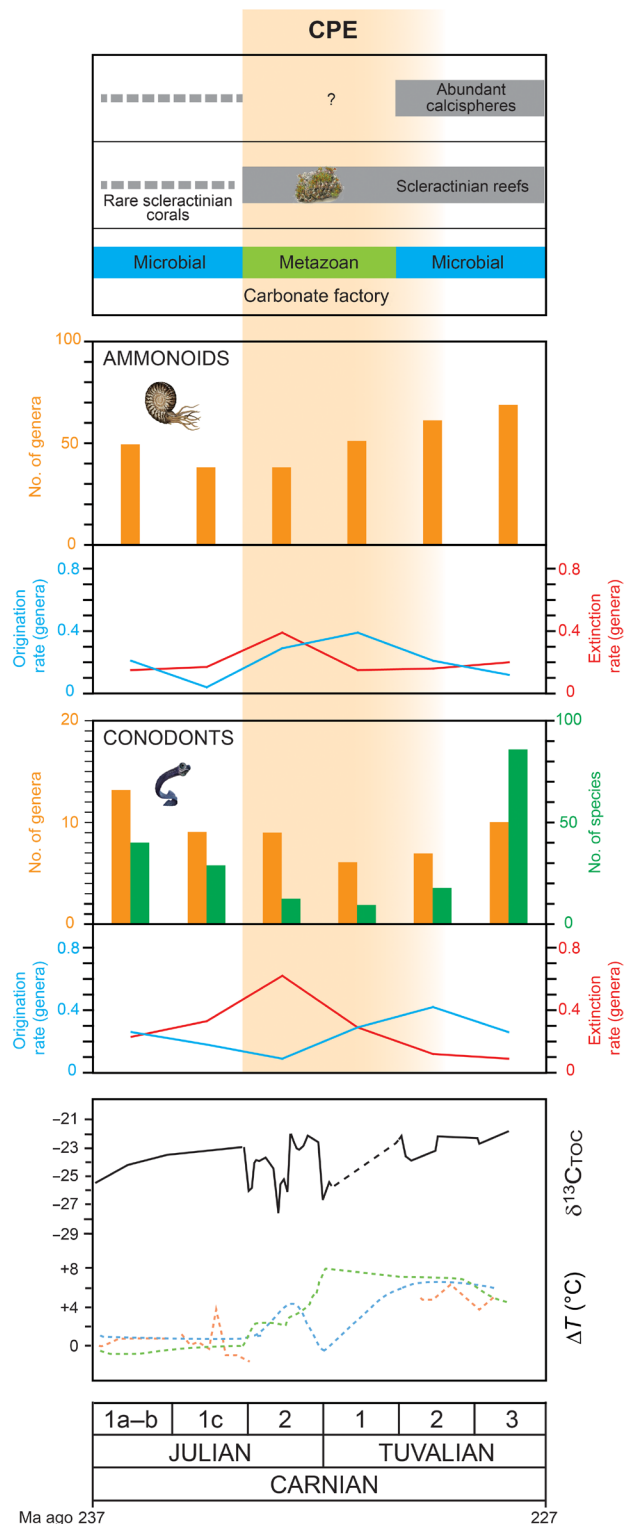 CPE
Abundant
calcispheres
?
Scleractinian reefs
Rare scleractinian
corals
Microbial Metazoan Microbial
Carbonate factory
100
50
0
No. of genera
AMMONOIDS
0.8
0.4
0
Origination
rate (genera)
0.8
0.4
0
Extinction
rate (genera)
20
10
0
No. of genera
CONODONTS
100
50
0
No. of species
0.8
0.4
0
Origination
rate (genera)
0.8
0.4
0
Extinction
rate (genera)
–21
–23
–25
–27
–29
δ13CTOC
+8
+4
0
ΔT (°C)
1a–b 1c 2 1 2 3
JULIAN TUVALIAN
CARNIAN
Ma ago 237 227